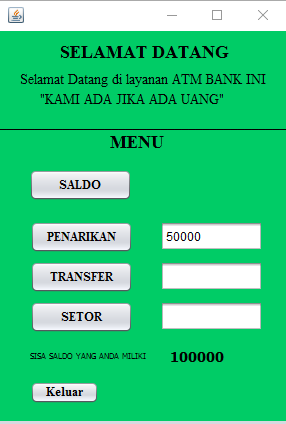 SELAMAT DATANG
Selamat Datang di layanan ATM BANK INI
"KAMI ADA JIKA ADA UANG"
MENU
SALDO
PENARIKAN 50000
TRANSFER
SETOR
SISA SALDO YANG ANDA MILIKI 100000
Keluar